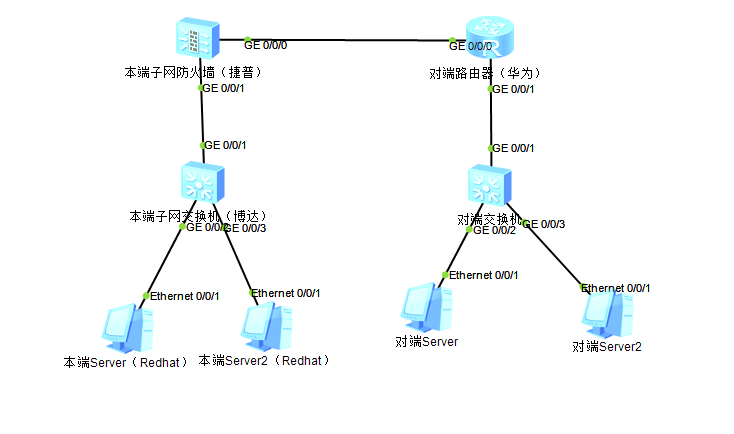 GE 0/0/0
GE 0/0/0
R
本端子网防火墙（捷普）
对端路由器（华为）
GE 0/0/1
GE 0/0/1
GE 0/0/1
GE 0/0/1
本端子网交换机（博达）
对端交换机
GE 0/0/2
GE 0/0/3
GE 0/0/2
GE 0/0/3
Ethernet 0/0/1
Ethernet 0/0/1
Ethernet 0/0/1
Ethernet 0/0/1
本端Server（Redhat）
本端Server2（Redhat）
对端Server
对端Server2